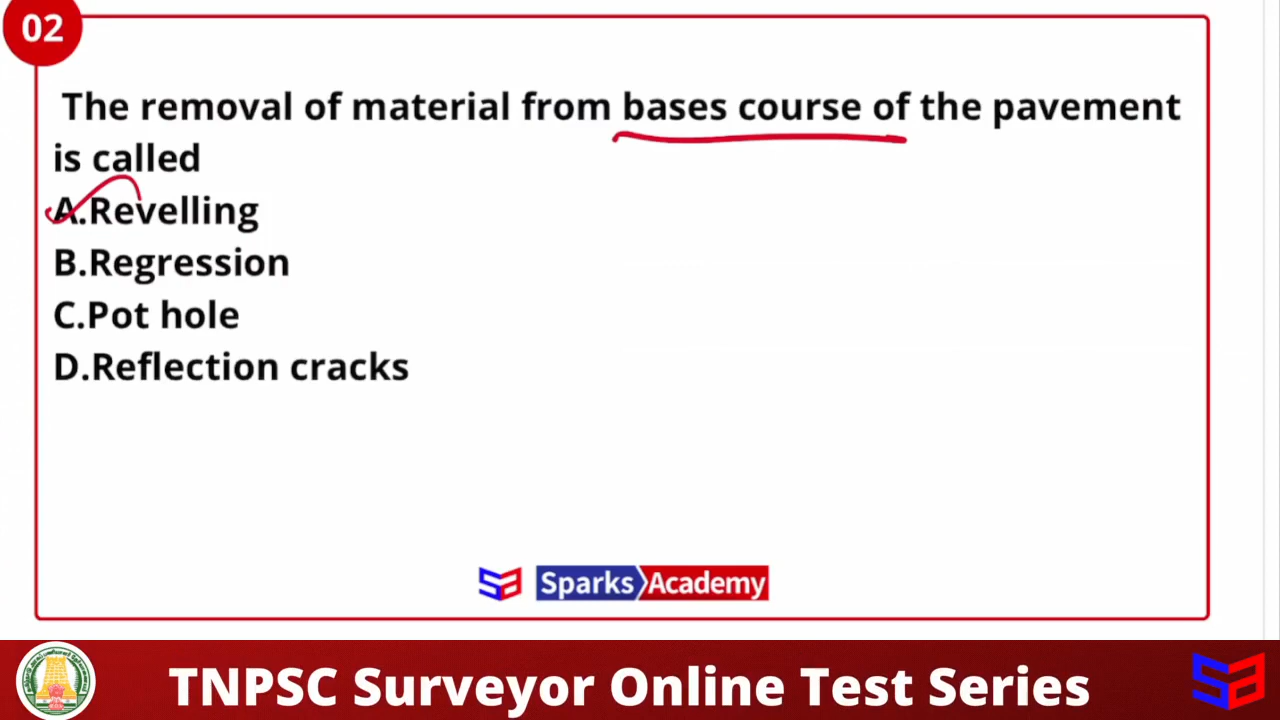 02
The removal of material from bases course of the pavement
is called
A.Revelling
B.Regression
C.Pot hole
D.Reflection cracks
Sparks Academy
TNPSC Surveyor Online Test Series